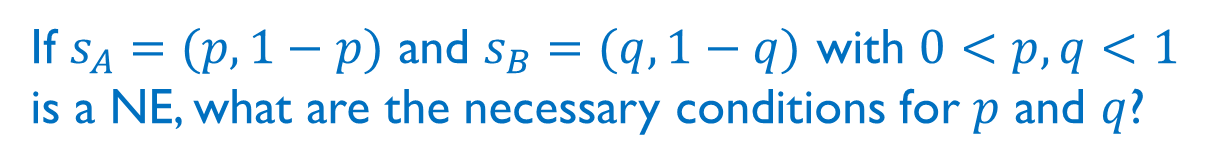 If s_A = (p, 1 − p) and s_B = (q, 1 − q) with 0 < p, q < 1
is a NE, what are the necessary conditions for p and q?